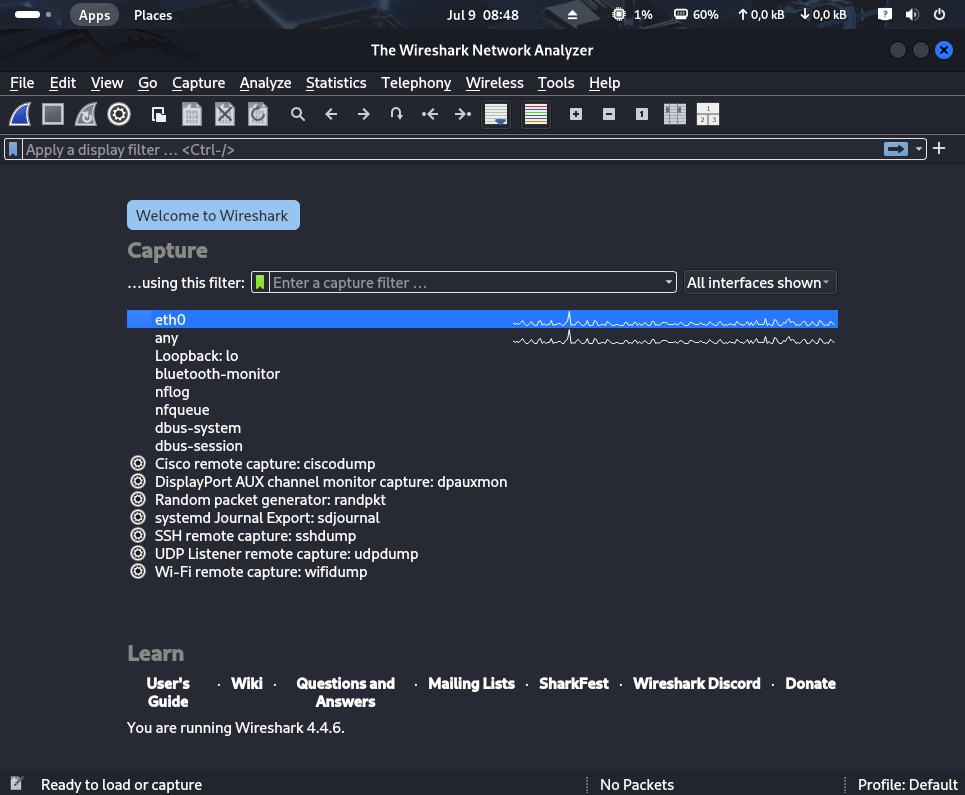 Apps Places Jul 9 08:48 1% 60% 0,0 kB 0,0 kB
The Wireshark Network Analyzer
File Edit View Go Capture Analyze Statistics Telephony Wireless Tools Help
Apply a display filter … <Ctrl-/>
Welcome to Wireshark
Capture
…using this filter: Enter a capture filter … All interfaces shown
eth0
any
Loopback: lo
bluetooth-monitor
nflog
nfqueue
dbus-system
dbus-session
Cisco remote capture: ciscodump
DisplayPort AUX channel monitor capture: dpauxmon
Random packet generator: randpkt
systemd Journal Export: sdjournal
SSH remote capture: sshdump
UDP Listener remote capture: udpdump
Wi-Fi remote capture: wifidump
Learn
User's Guide · Wiki · Questions and Answers · Mailing Lists · SharkFest · Wireshark Discord · Donate
You are running Wireshark 4.4.6.
Ready to load or capture No Packets Profile: Default